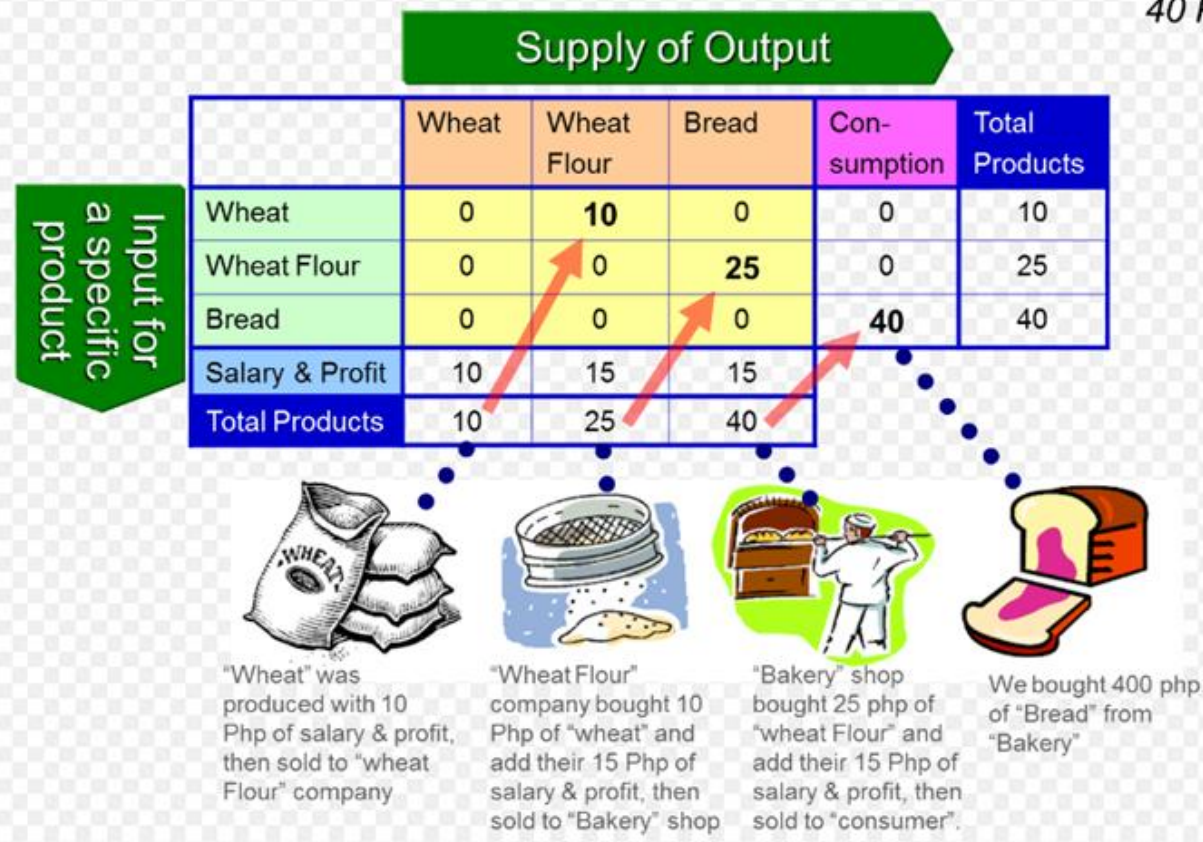 40
Supply of Output
Wheat Wheat Bread Con- Total
Flour sumption Products
Input for
a specific
product
Wheat 0 10 0 0 10
Wheat Flour 0 0 25 0 25
Bread 0 0 0 40 40
Salary & Profit 10 15 15
Total Products 10 25 40
WHEAT
"Wheat" was
produced with 10
Php of salary & profit,
then sold to "wheat
Flour" company
"Wheat Flour"
company bought 10
Php of "wheat" and
add their 15 Php of
salary & profit, then
sold to "Bakery" shop
"Bakery" shop
bought 25 php of
"wheat Flour" and
add their 15 Php of
salary & profit, then
sold to "consumer".
We bought 400 php
of "Bread" from
"Bakery"